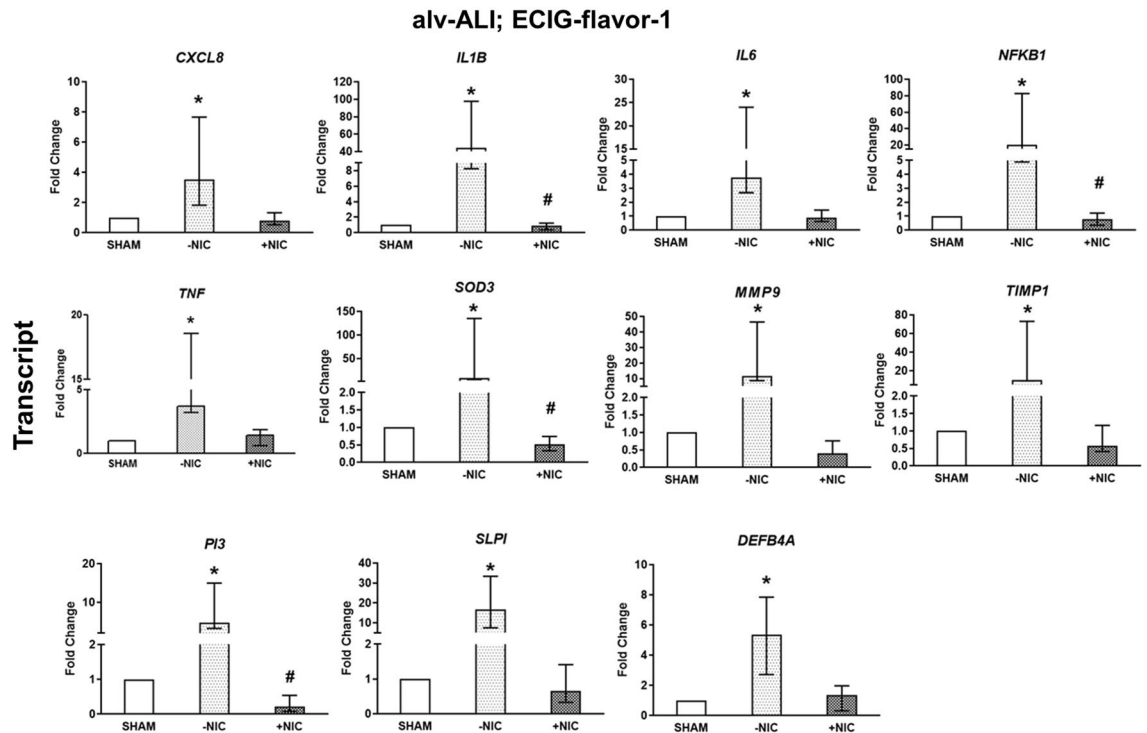 alv-ALI; ECIG-flavor-1
Transcript
CXCL8
Fold Change
10
8
6
4
2
0
*
SHAM -NIC +NIC
IL1B
Fold Change
120
100
80
60
40
20
8
6
4
2
0
*
#
SHAM -NIC +NIC
IL6
Fold Change
30
25
20
15
5
4
3
2
1
0
*
SHAM -NIC +NIC
NFKB1
Fold Change
100
80
60
40
20
5
4
3
2
1
0
*
#
SHAM -NIC +NIC
TNF
Fold Change
20
15
5
0
*
SHAM -NIC +NIC
SOD3
Fold Change
150
100
50
2.0
1.5
1.0
0.5
0.0
*
#
SHAM -NIC +NIC
MMP9
Fold Change
50
40
30
20
10
2.0
1.5
1.0
0.5
0.0
*
SHAM -NIC +NIC
TIMP1
Fold Change
80
60
40
20
2.0
1.5
1.0
0.5
0.0
*
SHAM -NIC +NIC
PI3
Fold Change
20
10
2
1
0
*
#
SHAM -NIC +NIC
SLPI
Fold Change
40
30
20
10
2
1
0
*
SHAM -NIC +NIC
DEFB4A
Fold Change
10
8
6
4
2
0
*
SHAM -NIC +NIC